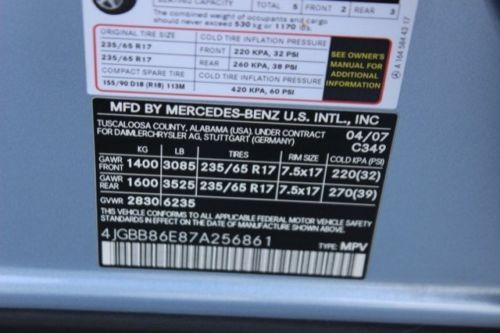 SEATING CAPACITY TOTAL 5 FRONT 2 REAR 3
The combined weight of occupants and cargo
should never exceed 530 kg or 1170 lbs.
ORIGINAL TIRE SIZE COLD TIRE INFLATION PRESSURE
235/65 R17 FRONT 220 KPA, 32 PSI
235/65 R17 REAR 260 KPA, 38 PSI
COMPACT SPARE TIRE COLD TIRE INFLATION PRESSURE
155/90 D18 (R18) 113M 420 KPA, 60 PSI
SEE OWNER'S
MANUAL FOR
ADDITIONAL
INFORMATION
A 164 584 43 17
MFD BY MERCEDES-BENZ U.S. INTL., INC
TUSCALOOSA COUNTY, ALABAMA (USA). UNDER CONTRACT 04/07
FOR DAIMLERCHRYSLER AG, STUTTGART (GERMANY) C349
KG LB TIRES RIM SIZE COLD KPA (PSI)
GAWR FRONT 1400 3085 235/65 R 17 7.5x17 220(32)
GAWR REAR 1600 3525 235/65 R 17 7.5x17 270(39)
GVWR 2830 6235
THIS VEHICLE CONFORMS TO ALL APPLICABLE FEDERAL MOTOR VEHICLE SAFETY
STANDARDS IN EFFECT ON THE DATE OF MANUFACTURE SHOWN ABOVE.
4JGBB86E87A256861 TYPE: MPV